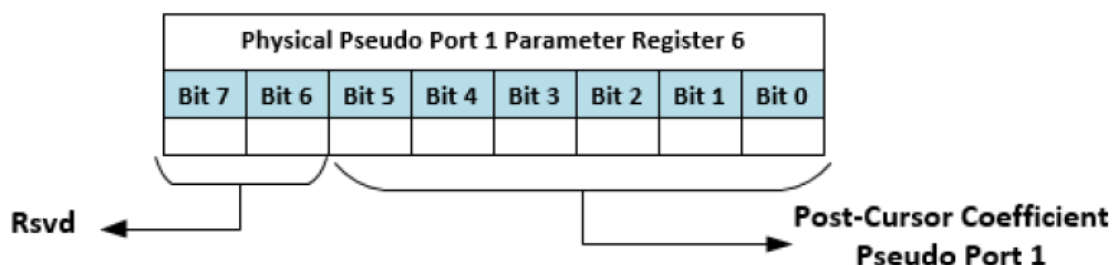 Physical Pseudo Port 1 Parameter Register 6
Bit 7 Bit 6 Bit 5 Bit 4 Bit 3 Bit 2 Bit 1 Bit 0
Rsvd
Post-Cursor Coefficient
Pseudo Port 1